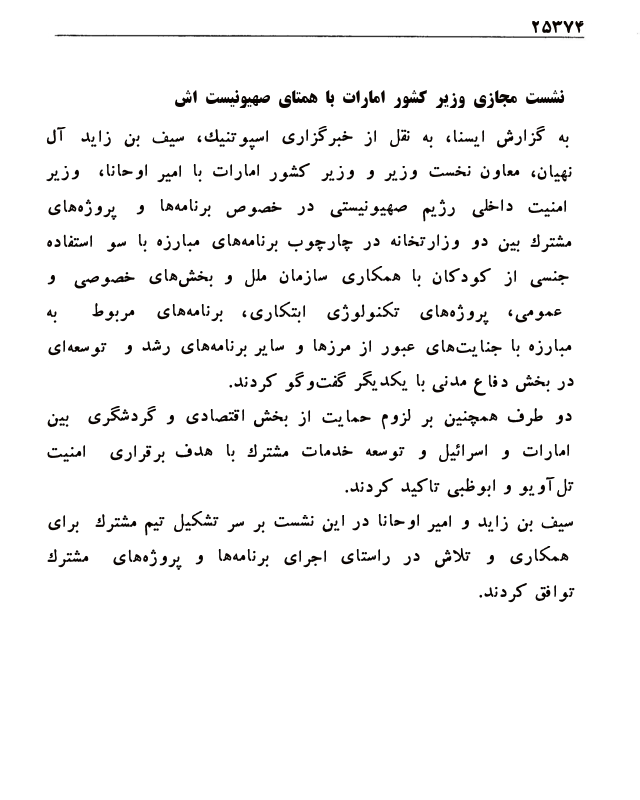 ۲۵۳۷۴
نشست مجازی وزیر کشور امارات با همتای صهیونیست اش
به گزارش ایسنا، به نقل از خبرگزاری اسپوتنیک، سیف بن زاید آل
نهیان، معاون نخست وزیر و وزیر کشور امارات با امیر اوحانا، وزیر
امنیت داخلی رژیم صهیونیستی در خصوص برنامه‌ها و پروژه‌های
مشترک بین دو وزارتخانه در چارچوب برنامه‌های مبارزه با سو استفاده
جنسی از کودکان با همکاری سازمان ملل و بخش‌های خصوصی و
عمومی، پروژه‌های تکنولوژی ابتکاری، برنامه‌های مربوط به
مبارزه با جنایت‌های عبور از مرزها و سایر برنامه‌های رشد و توسعه‌ای
در بخش دفاع مدنی با یکدیگر گفت‌وگو کردند.
دو طرف همچنین بر لزوم حمایت از بخش اقتصادی و گردشگری بین
امارات و اسرائیل و توسعه خدمات مشترک با هدف برقراری امنیت
تل‌آویو و ابوظبی تاکید کردند.
سیف بن زاید و امیر اوحانا در این نشست بر سر تشکیل تیم مشترک برای
همکاری و تلاش در راستای اجرای برنامه‌ها و پروژه‌های مشترک
توافق کردند.